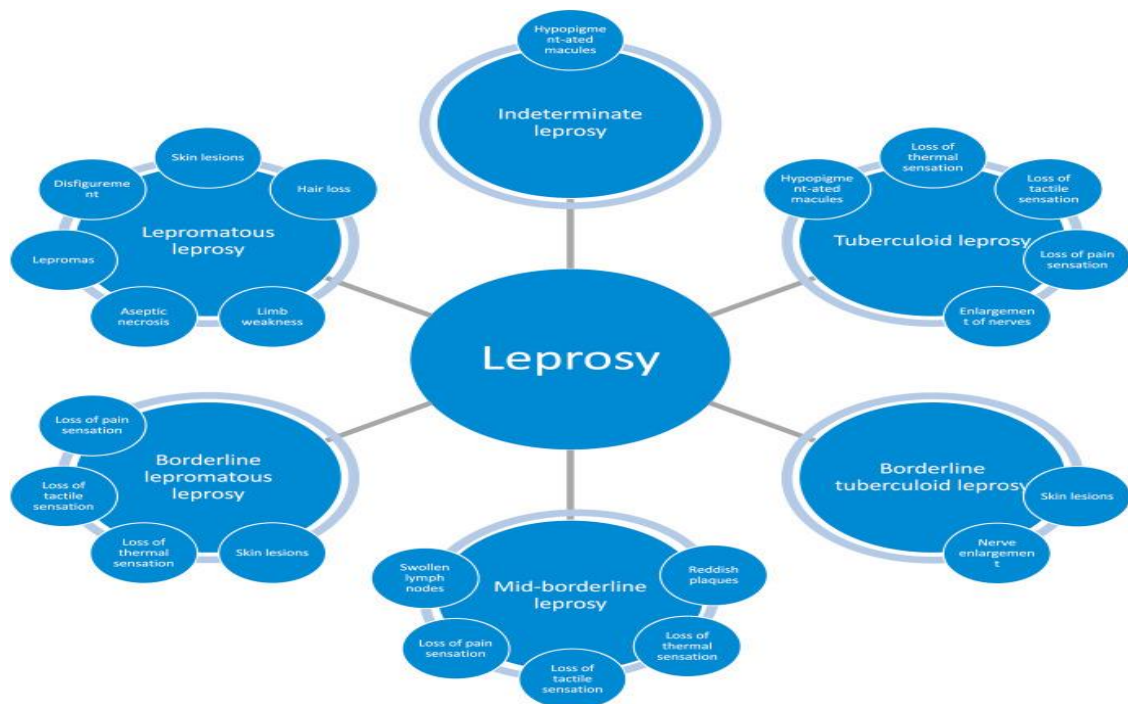 Hypopigme
nt-ated
macules
Indeterminate
leprosy
Loss of
thermal
sensation
Hypopigme
nt-ated
macules
Loss of
tactile
sensation
Tuberculoid leprosy
Loss of pain
sensation
Enlargemen
t of nerves
Skin lesions
Disfigureme
nt
Hair loss
Lepromatous
leprosy
Lepromas
Aseptic
necrosis
Limb
weakness
Leprosy
Loss of pain
sensation
Borderline
lepromatous
leprosy
Loss of
tactile
sensation
Loss of
thermal
sensation
Skin lesions
Borderline
tuberculoid leprosy
Skin lesions
Nerve
enlargemen
t
Swollen
lymph
nodes
Reddish
plaques
Mid-borderline
leprosy
Loss of pain
sensation
Loss of
thermal
sensation
Loss of
tactile
sensation